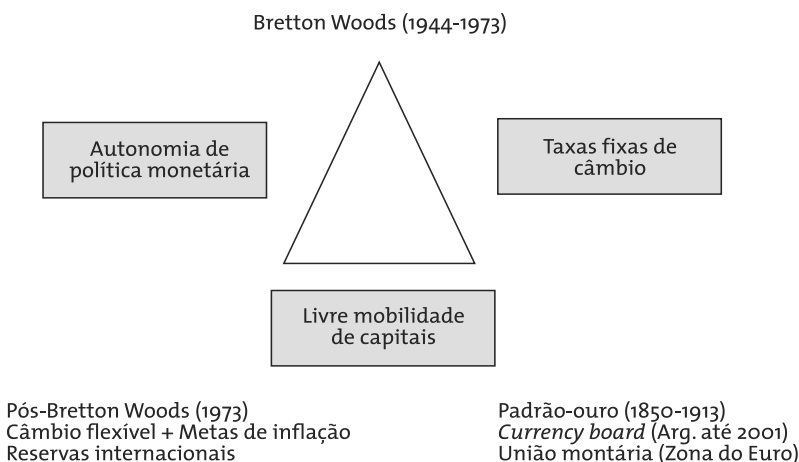 Bretton Woods (1944-1973)
Autonomia de
política monetária
Taxas fixas de
câmbio
Livre mobilidade
de capitais
Pós-Bretton Woods (1973)
Câmbio flexível + Metas de inflação
Reservas internacionais
Padrão-ouro (1850-1913)
Currency board (Arg. até 2001)
União montária (Zona do Euro)